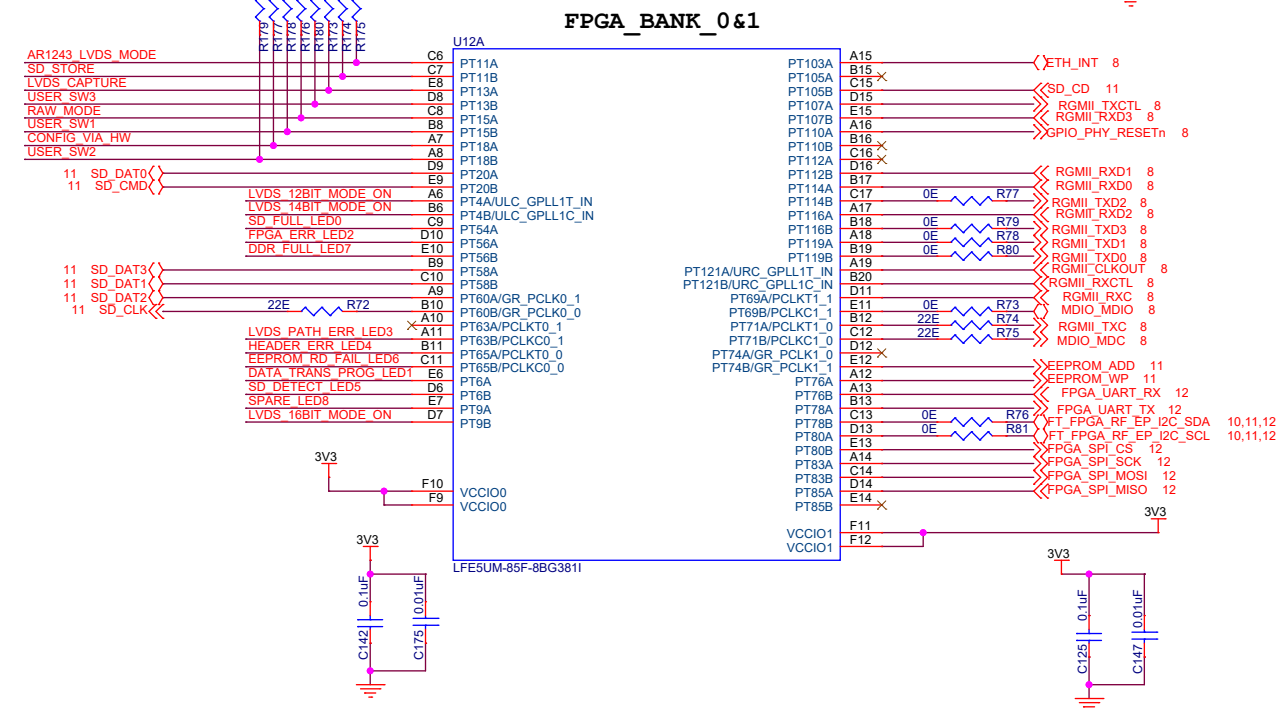 FPGA_BANK_0&1
R179
R177
R178
R176
R180
R173
R174
R175
U12A
AR1243_LVDS_MODE C6 PT11A
SD_STORE C7 PT11B
LVDS_CAPTURE E8 PT13A
USER_SW3 D8 PT13B
RAW_MODE C8 PT15A
USER_SW1 B8 PT15B
CONFIG_VIA_HW A7 PT18A
USER_SW2 A8 PT18B
11 SD_DAT0 D9 PT20A
11 SD_CMD E9 PT20B
LVDS_12BIT_MODE_ON A6 PT4A/ULC_GPLL1T_IN
LVDS_14BIT_MODE_ON B6 PT4B/ULC_GPLL1C_IN
SD_FULL_LED0 C9 PT54A
FPGA_ERR_LED2 D10 PT56A
DDR_FULL_LED7 E10 PT56B
11 SD_DAT3 B9 PT58A
11 SD_DAT1 C10 PT58B
11 SD_DAT2 A9 PT60A/GR_PCLK0_1
11 SD_CLK 22E R72 B10 PT60B/GR_PCLK0_0
A10 PT63A/PCLKT0_1
LVDS_PATH_ERR_LED3 A11 PT63B/PCLKC0_1
HEADER_ERR_LED4 B11 PT65A/PCLKT0_0
EEPROM_RD_FAIL_LED6 C11 PT65B/PCLKC0_0
DATA_TRANS_PROG_LED1 E6 PT6A
SD_DETECT_LED5 D6 PT6B
SPARE_LED8 E7 PT9A
LVDS_16BIT_MODE_ON D7 PT9B
3V3
F10 VCCIO0
F9 VCCIO0
PT103A A15 ETH_INT 8
PT105A B15
PT105B C15 SD_CD 11
PT107A D15 RGMII_TXCTL 8
PT107B E15 RGMII_RXD3 8
PT110A A16 GPIO_PHY_RESETn 8
PT110B B16
PT112A C16
PT112B D16 RGMII_RXD1 8
PT114A B17 RGMII_RXD0 8
PT114B C17 0E R77 RGMII_TXD2 8
PT116A A17 RGMII_RXD2 8
PT116B B18 0E R79 RGMII_TXD3 8
PT119A A18 0E R78 RGMII_TXD1 8
PT119B B19 0E R80 RGMII_TXD0 8
PT121A/URC_GPLL1T_IN A19 RGMII_CLKOUT 8
PT121B/URC_GPLL1C_IN B20 RGMII_RXCTL 8
PT69A/PCLKT1_1 D11 RGMII_RXC 8
PT69B/PCLKC1_1 E11 0E R73 MDIO_MDIO 8
PT71A/PCLKT1_0 B12 22E R74 RGMII_TXC 8
PT71B/PCLKC1_0 C12 22E R75 MDIO_MDC 8
PT74A/GR_PCLK1_0 D12
PT74B/GR_PCLK1_1 E12 EEPROM_ADD 11
PT76A A12 EEPROM_WP 11
PT76B A13 FPGA_UART_RX 12
PT78A B13 FPGA_UART_TX 12
PT78B C13 0E R76 FT_FPGA_RF_EP_I2C_SDA 10,11,12
PT80A D13 0E R81 FT_FPGA_RF_EP_I2C_SCL 10,11,12
PT80B E13 FPGA_SPI_CS 12
PT83A A14 FPGA_SPI_SCK 12
PT83B C14 FPGA_SPI_MOSI 12
PT85A D14 FPGA_SPI_MISO 12
PT85B E14
3V3
VCCIO1 F11
VCCIO1 F12
LFE5UM-85F-8BG381I
3V3
C142 0.1uF
C175 0.01uF
3V3
C125 0.1uF
C147 0.01uF